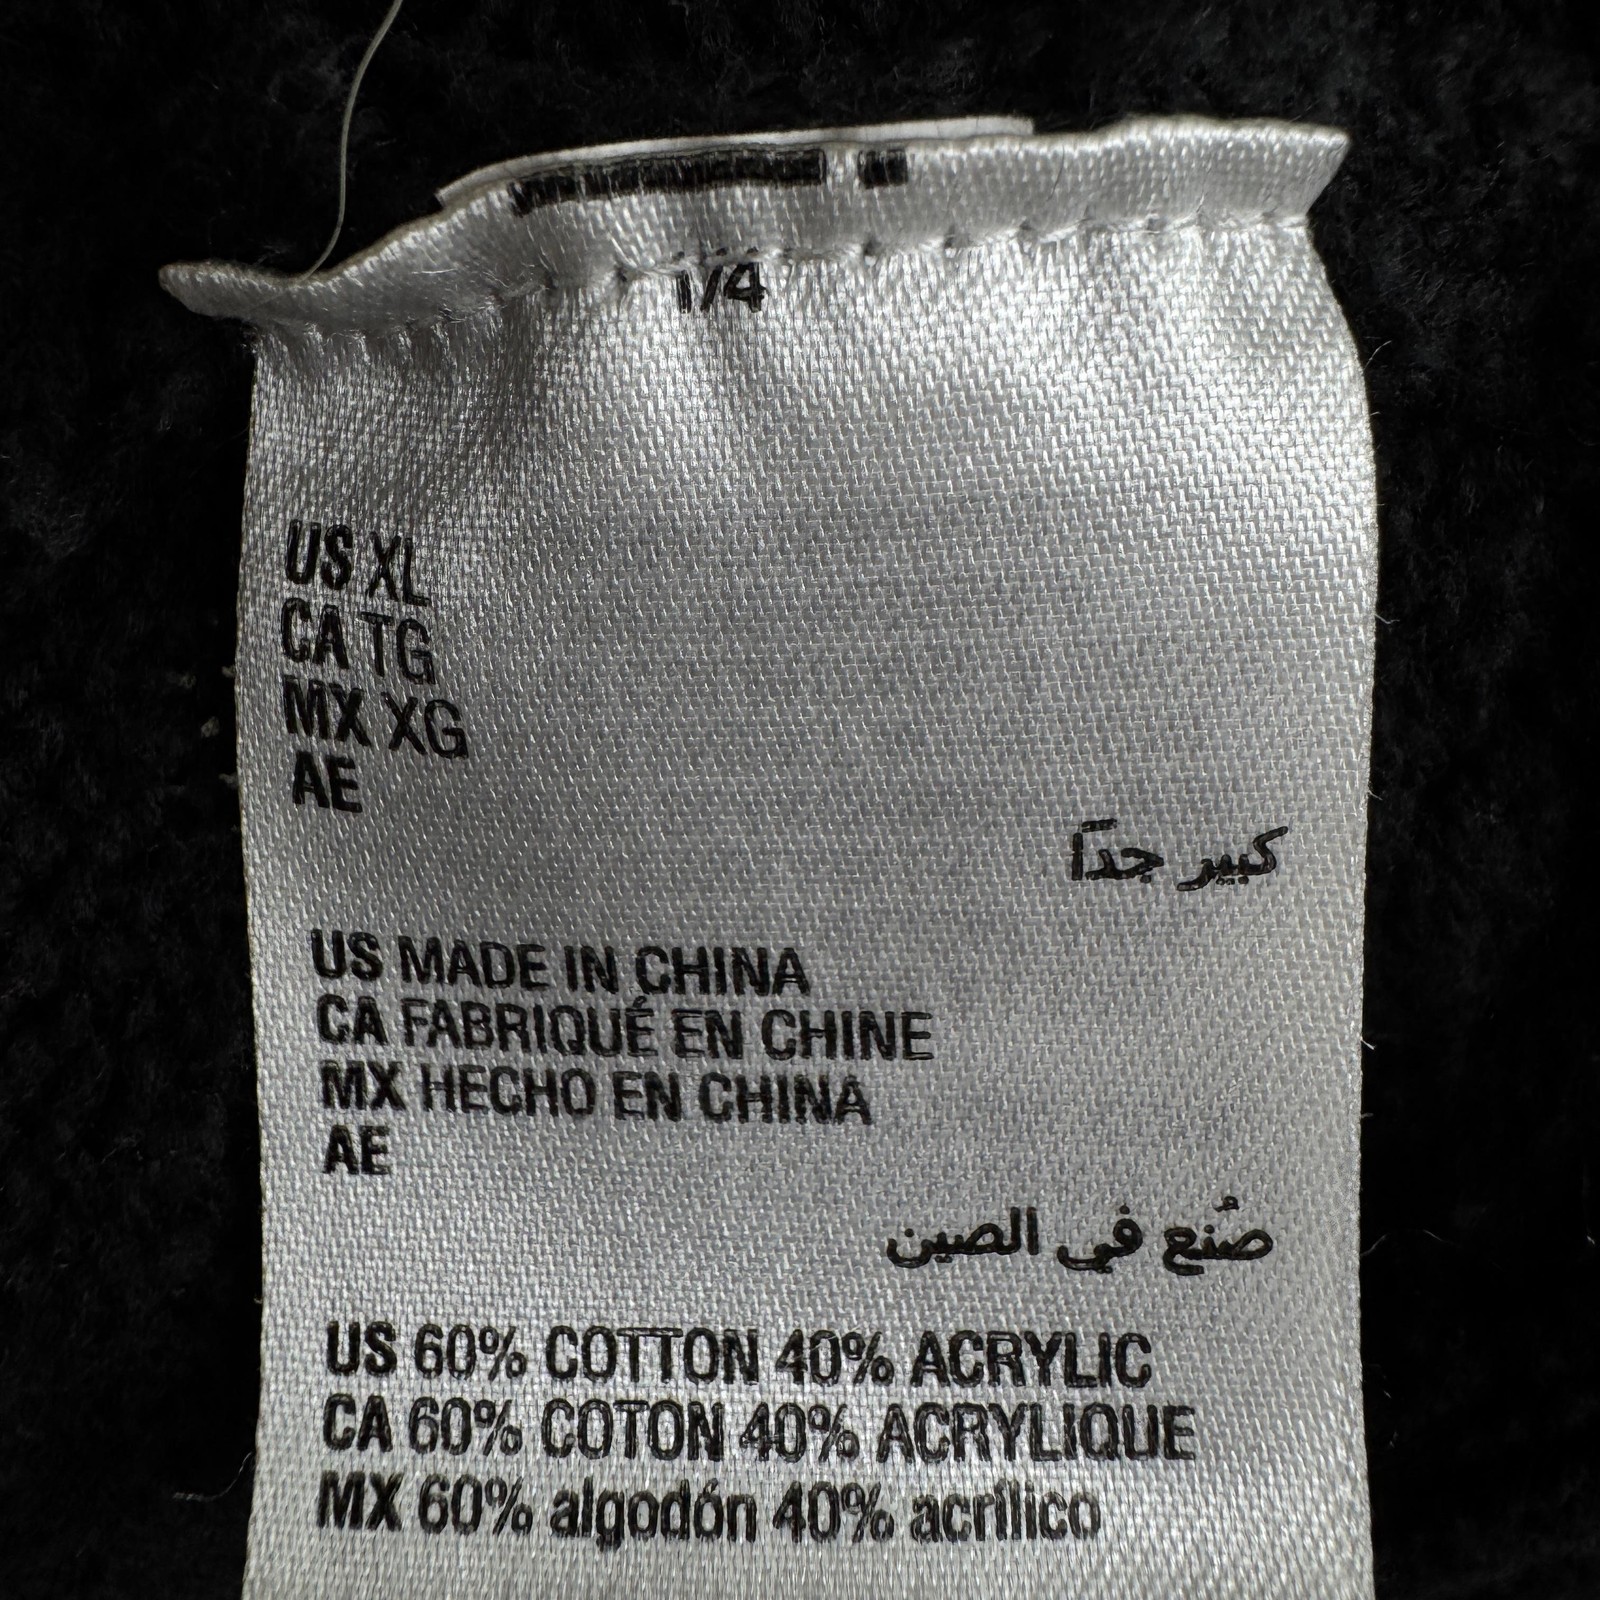 1/4
US XL
CA TG
MX XG
AE
كبير جداً
US MADE IN CHINA
CA FABRIQUÉ EN CHINE
MX HECHO EN CHINA
AE
صُنع في الصين
US 60% COTTON 40% ACRYLIC
CA 60% COTON 40% ACRYLIQUE
MX 60% algodón 40% acrílico